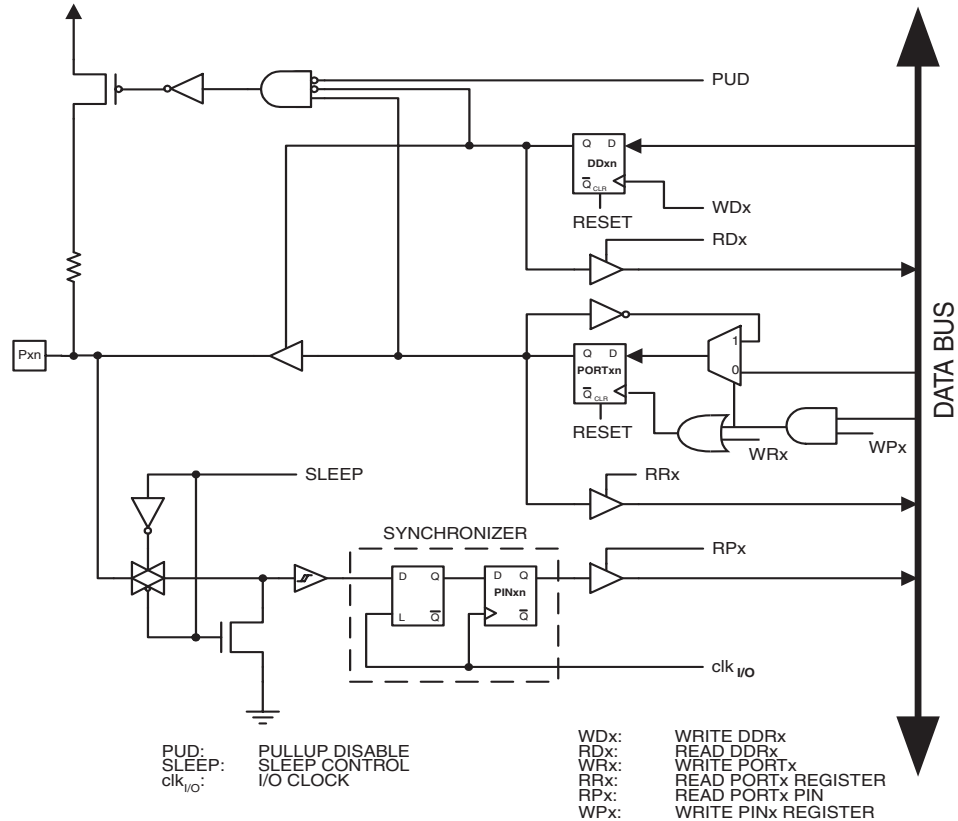 PUD
Q D
DDxn
Q CLR
WDx
RESET
RDx
1
Pxn
Q D
0
PORTxn
Q CLR
DATA BUS
RESET
WRx
WPx
SLEEP
RRx
SYNCHRONIZER
RPx
D Q
D Q
PINxn
L Q
Q
clk I/O
PUD: PULLUP DISABLE
SLEEP: SLEEP CONTROL
clkI/O: I/O CLOCK
WDx: WRITE DDRx
RDx: READ DDRx
WRx: WRITE PORTx
RRx: READ PORTx REGISTER
RPx: READ PORTx PIN
WPx: WRITE PINx REGISTER